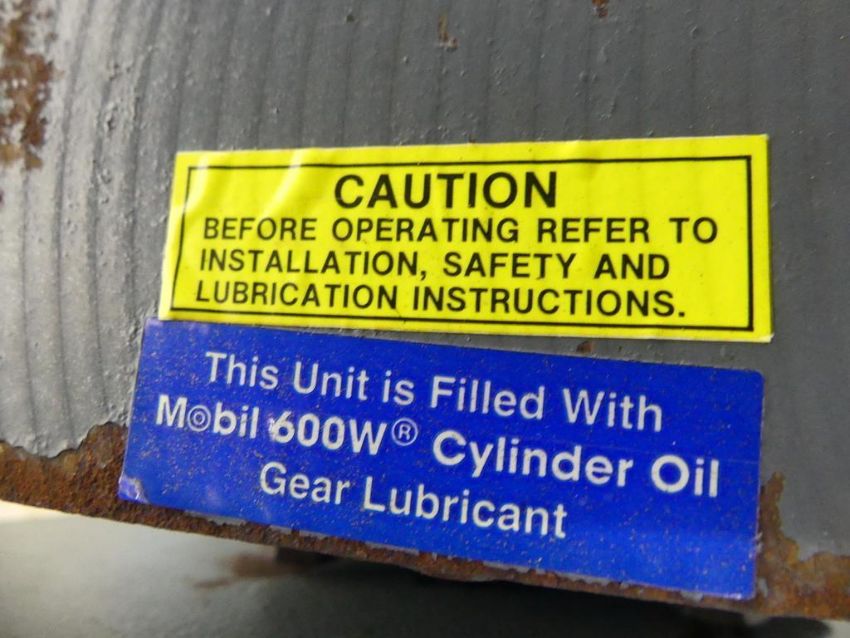 CAUTION
BEFORE OPERATING REFER TO
INSTALLATION, SAFETY AND
LUBRICATION INSTRUCTIONS.
This Unit is Filled With
Mobil 600W® Cylinder Oil
Gear Lubricant